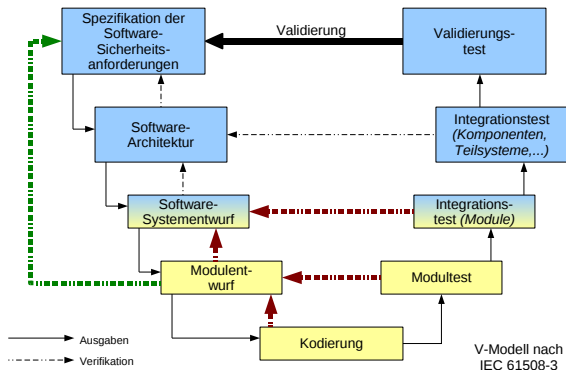 Spezifikation der
Software-
Sicherheits-
anforderungen
Validierung
Validierungs-
test
Software-
Architektur
Integrationstest
(Komponenten,
Teilsysteme,...)
Software-
Systementwurf
Integrations-
test (Module)
Modulent-
wurf
Modultest
Kodierung
Ausgaben
Verifikation
V-Modell nach
IEC 61508-3